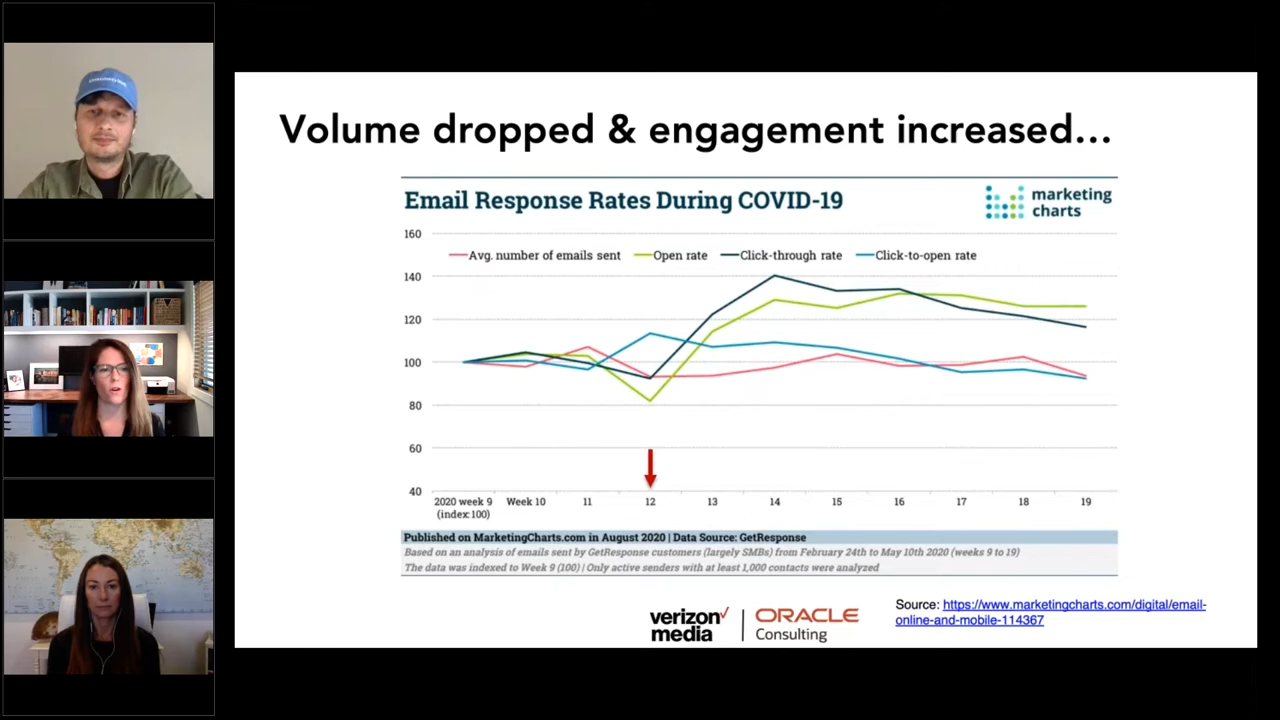 Volume dropped & engagement increased...
Email Response Rates During COVID-19
marketing
charts
160
Avg. number of emails sent Open rate Click-through rate Click-to-open rate
140
120
100
80
60
40
2020 week 9 Week 10 11 12 13 14 15 16 17 18 19
(index:100)
Published on MarketingCharts.com in August 2020 | Data Source: GetResponse
Based on an analysis of emails sent by GetResponse customers (largely SMBs) from February 24th to May 10th 2020 (weeks 9 to 19)
The data was indexed to Week 9 (100) | Only active senders with at least 1,000 contacts were analyzed
verizon
media
ORACLE
Consulting
Source: https://www.marketingcharts.com/digital/email-
online-and-mobile-114367